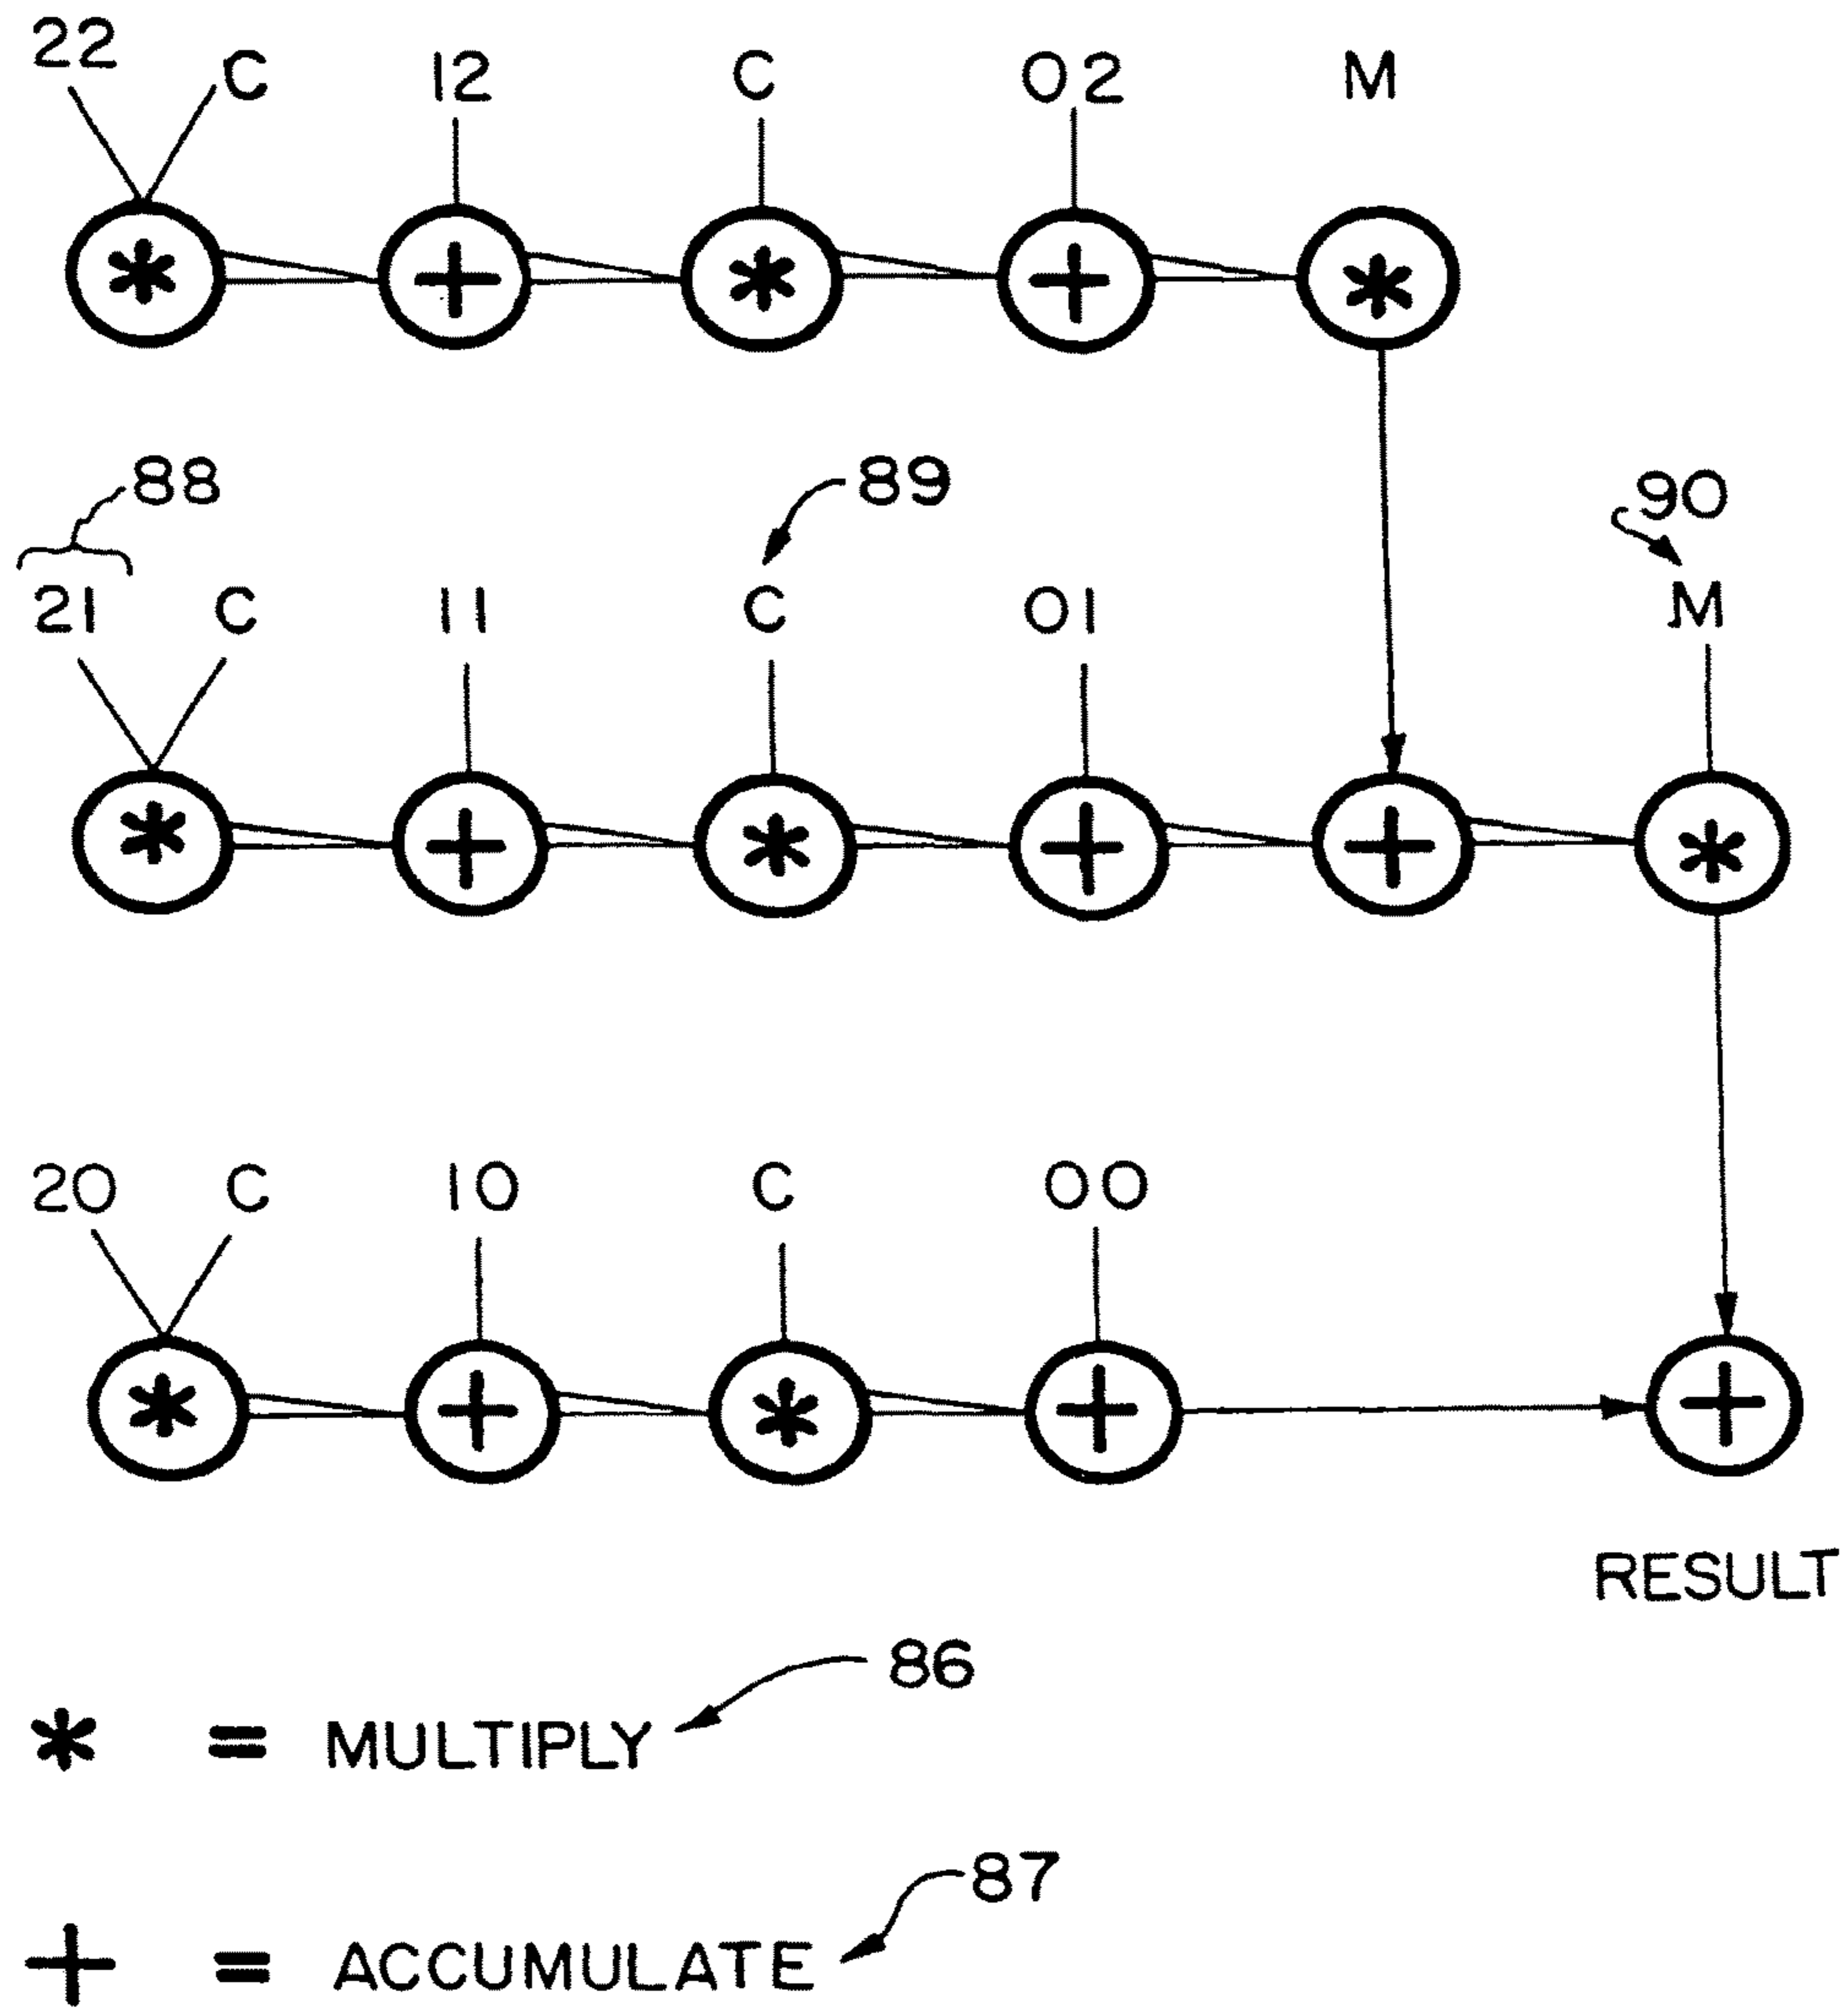 22 C 12 C 02 M
* + * + *
88 89 90
21 C 11 C 01 M
* + * + + *
20 C 10 C 00
* + * + +
RESULT
86
* = MULTIPLY
87
+ = ACCUMULATE